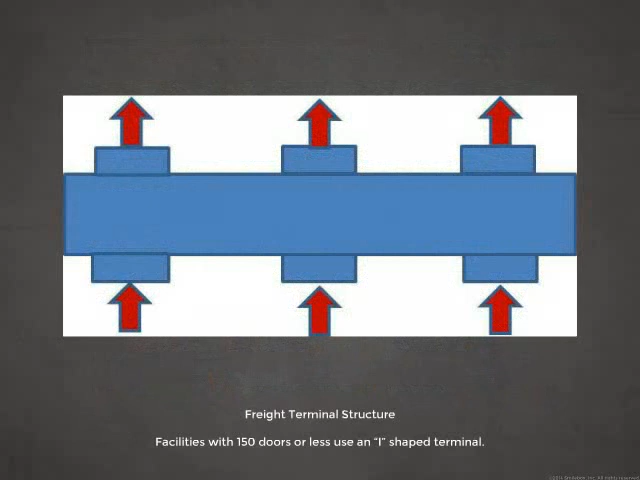 Freight Terminal Structure
Facilities with 150 doors or less use an “I” shaped terminal.